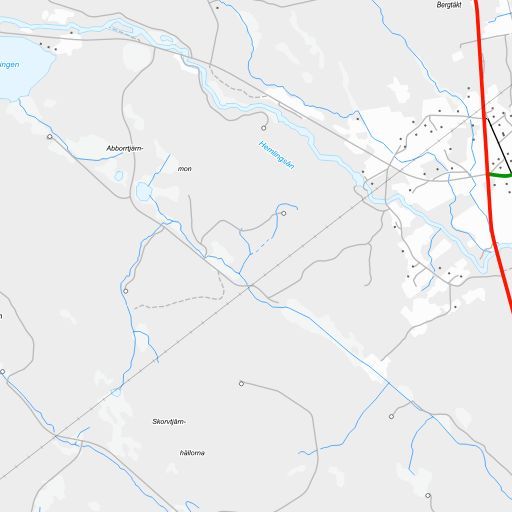 Bergtäkt
ingen
Abborrtjärn-
mon
Hemlingsån
n
Skorvtjärn-
hällorna